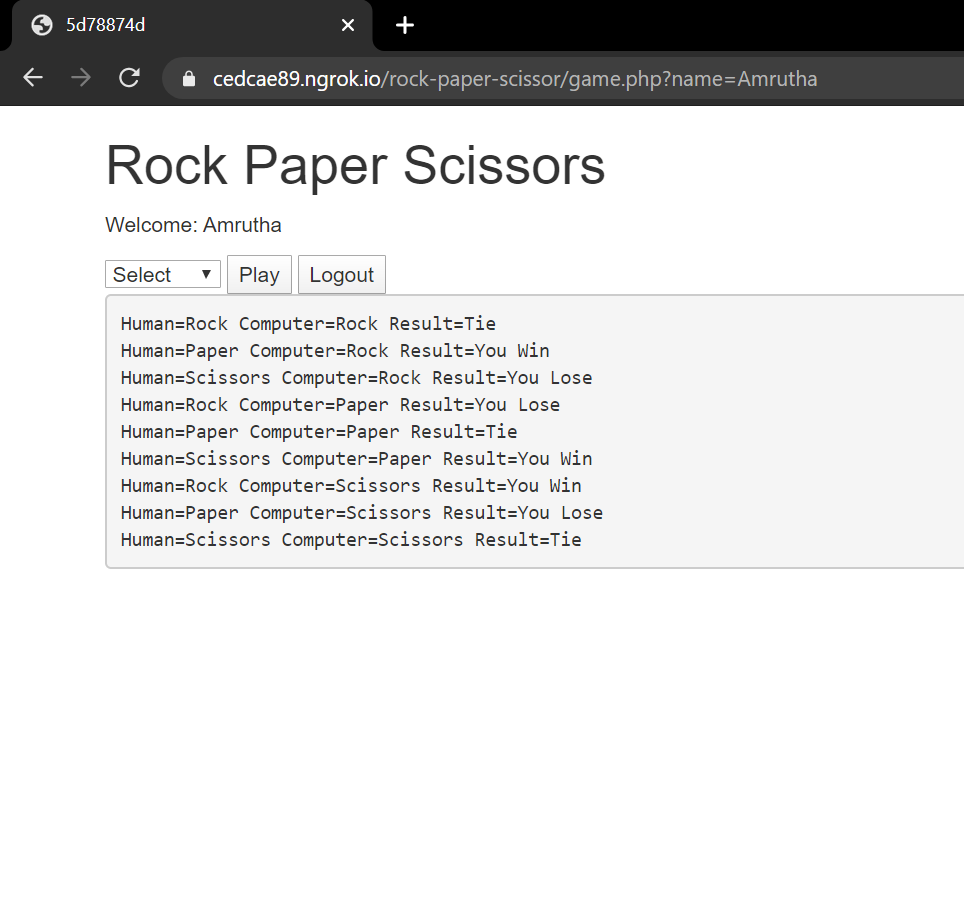 5d78874d
cedcae89.ngrok.io/rock-paper-scissor/game.php?name=Amrutha
Rock Paper Scissors
Welcome: Amrutha
Select Play Logout
Human=Rock Computer=Rock Result=Tie
Human=Paper Computer=Rock Result=You Win
Human=Scissors Computer=Rock Result=You Lose
Human=Rock Computer=Paper Result=You Lose
Human=Paper Computer=Paper Result=Tie
Human=Scissors Computer=Paper Result=You Win
Human=Rock Computer=Scissors Result=You Win
Human=Paper Computer=Scissors Result=You Lose
Human=Scissors Computer=Scissors Result=Tie